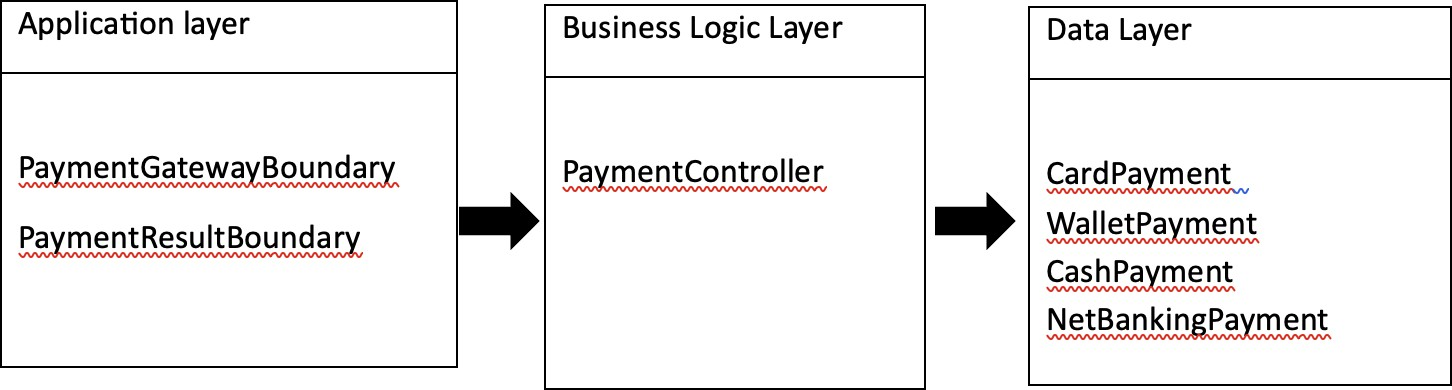 Application layer
PaymentGatewayBoundary
PaymentResultBoundary
Business Logic Layer
PaymentController
Data Layer
CardPayment
WalletPayment
CashPayment
NetBankingPayment